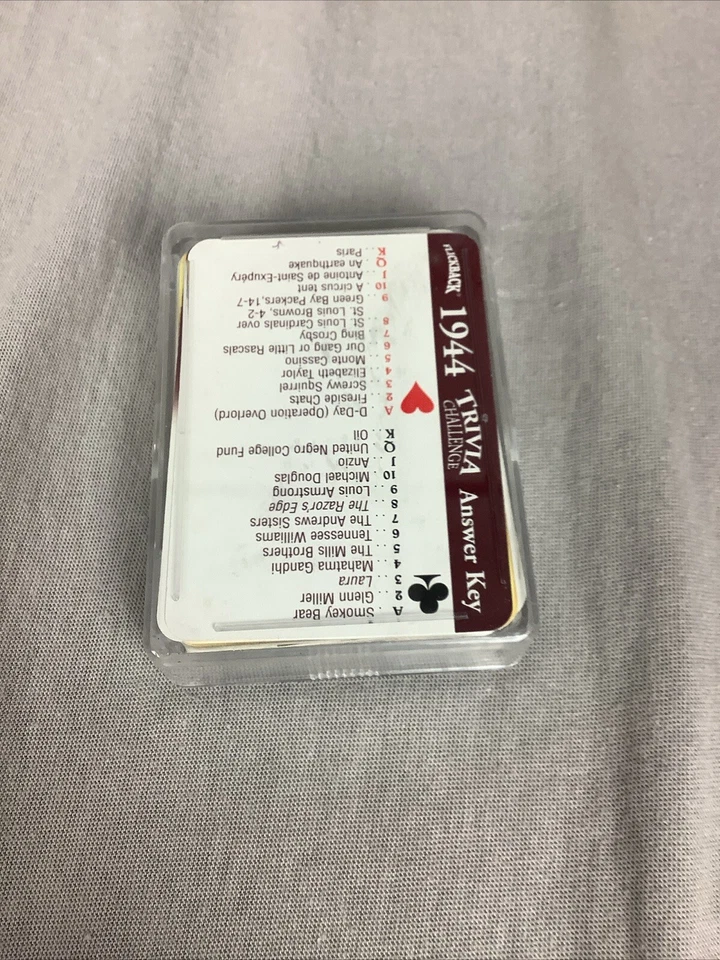 FLICKBACK®
1944 TRIVIA
CHALLENGE
Answer Key
A . Smokey Bear
2 . . Glenn Miller
3 . . Laura
4 . . Mahatma Gandhi
5 . . The Mills Brothers
6 . . Tennessee Williams
7 . . The Andrews Sisters
8 . . The Razor's Edge
9 . . Louis Armstrong
10 . . Michael Douglas
J . . Anzio
Q . United Negro College Fund
K . . Oil
A . D-Day (Operation Overlord)
2 . . Fireside Chats
3 . . Screwy Squirrel
4 . . Elizabeth Taylor
5 . . Monte Cassino
6 . . Our Gang or Little Rascals
7 . . Bing Crosby
8 . . St. Louis Cardinals over
St. Louis Browns, 4-2
9 . . Green Bay Packers, 14-7
10 . . A circus tent
J . . Antoine de Saint-Exupéry
Q . . An earthquake
K . . Paris